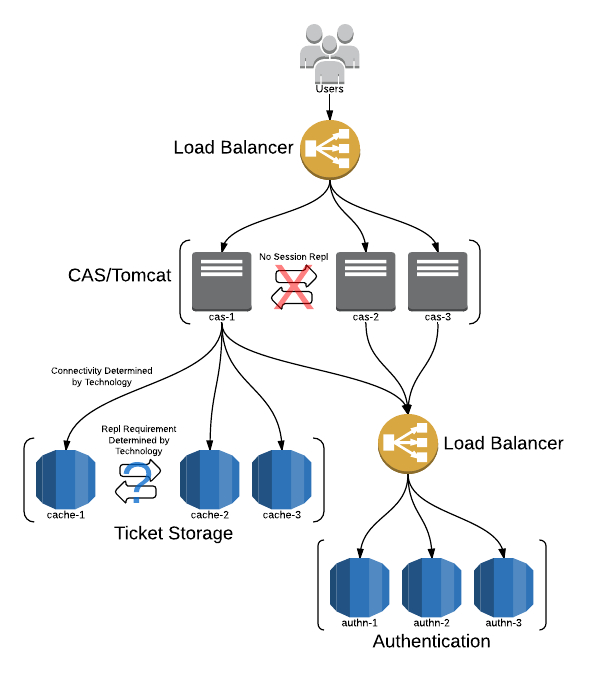 Users
Load Balancer
No Session Repl
CAS/Tomcat
cas-1
cas-2
cas-3
Connectivity Determined
by Technology
Repl Requirement
Determined by
Technology
?
Load Balancer
cache-1
cache-2
cache-3
Ticket Storage
authn-1
authn-2
authn-3
Authentication